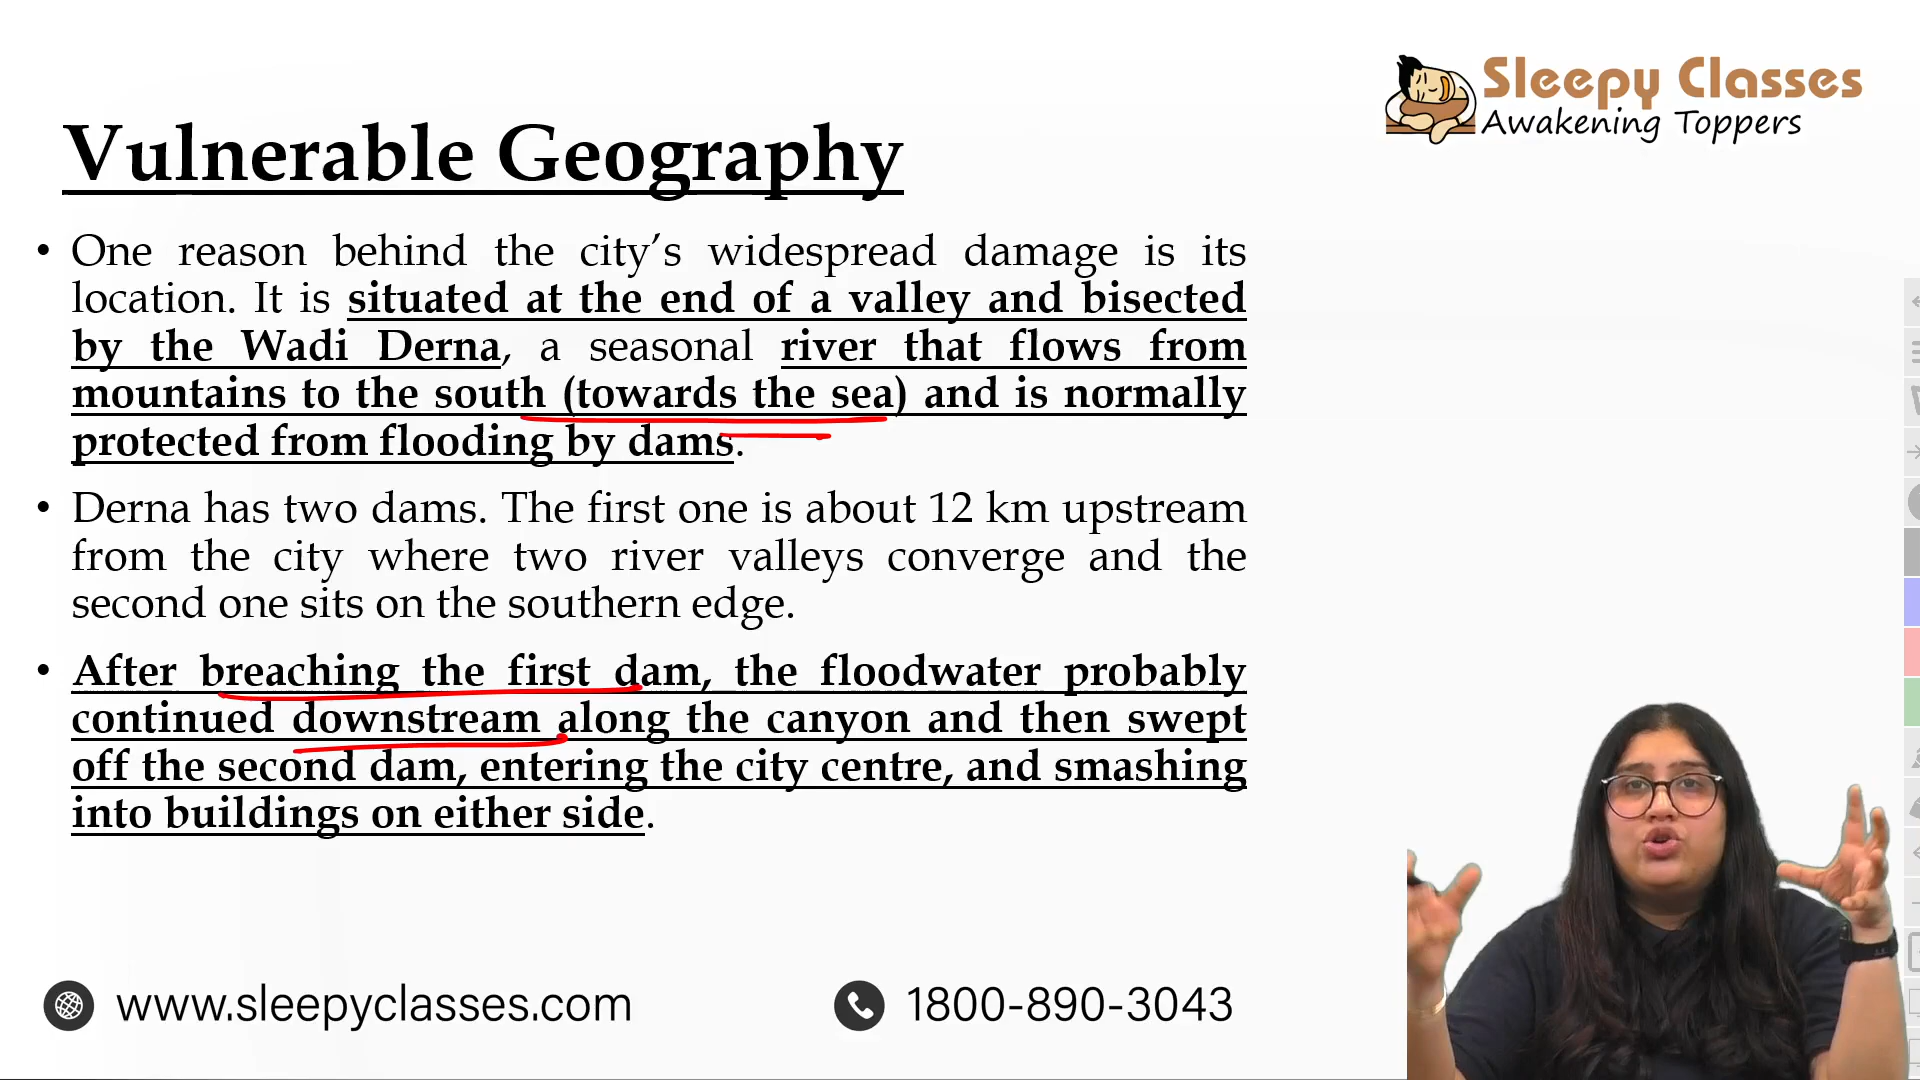 Sleepy Classes
Awakening Toppers
Vulnerable Geography
• One reason behind the city’s widespread damage is its
location. It is situated at the end of a valley and bisected
by the Wadi Derna, a seasonal river that flows from
mountains to the south (towards the sea) and is normally
protected from flooding by dams.
• Derna has two dams. The first one is about 12 km upstream
from the city where two river valleys converge and the
second one sits on the southern edge.
• After breaching the first dam, the floodwater probably
continued downstream along the canyon and then swept
off the second dam, entering the city centre, and smashing
into buildings on either side.
www.sleepyclasses.com
1800-890-3043